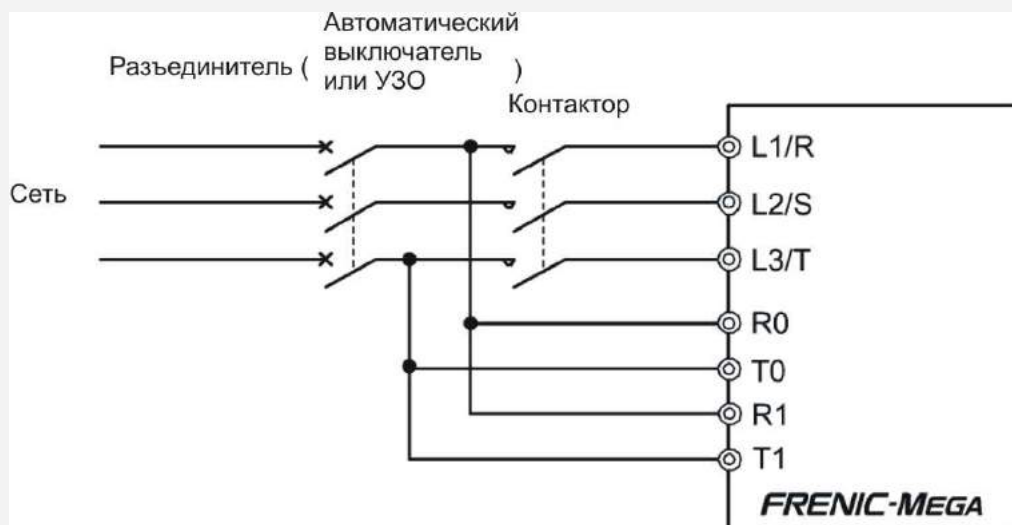 Автоматический
выключатель
Разъединитель ( или УЗО )
Контактор
L1/R
Сеть
L2/S
L3/T
R0
T0
R1
T1
FRENIC-MEGA